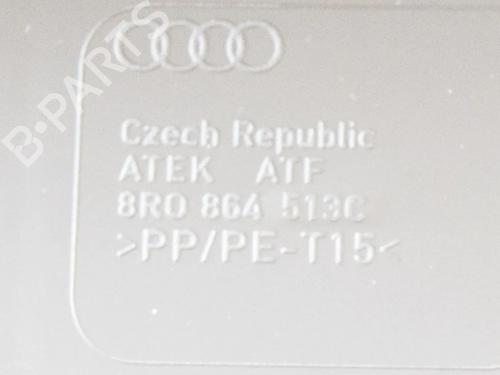 B-PARTS
Czech Republic
ATEK ATF
8R0 864 513C
>PP/PE-T15<